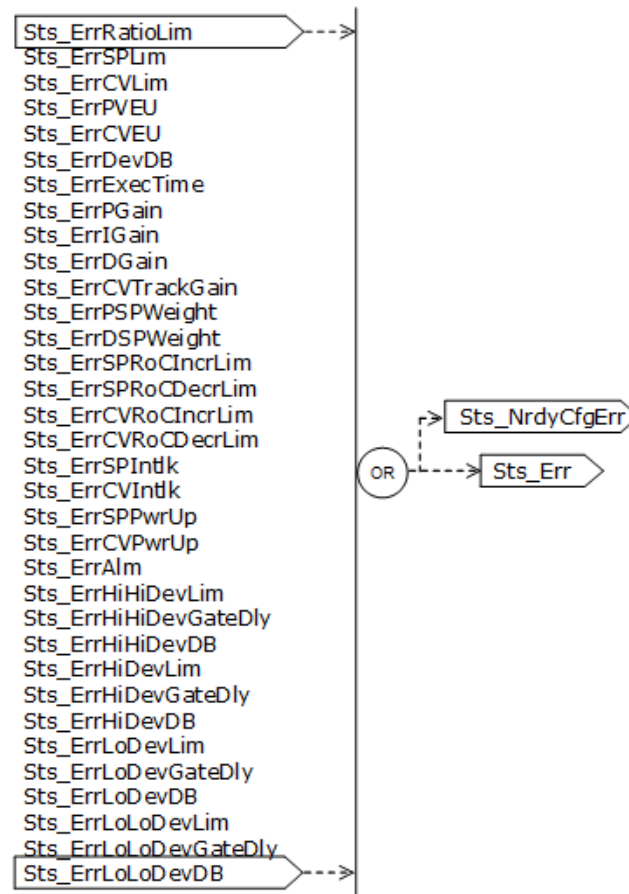 Sts_ErrRatioLim
Sts_ErrSPLim
Sts_ErrCVLim
Sts_ErrPVEU
Sts_ErrCVEU
Sts_ErrDevDB
Sts_ErrExecTime
Sts_ErrPGain
Sts_ErrIGain
Sts_ErrDGain
Sts_ErrCVTrackGain
Sts_ErrPSPWeight
Sts_ErrDSPWeight
Sts_ErrSPRoCIncrLim
Sts_ErrSPRoCDecrLim
Sts_ErrCVRoCIncrLim
Sts_ErrCVRoCDecrLim
Sts_ErrSPIntlk
Sts_ErrCVIntlk
Sts_ErrSPPwrUp
Sts_ErrCVPwrUp
Sts_ErrAlm
Sts_ErrHiHiDevLim
Sts_ErrHiHiDevGateDly
Sts_ErrHiHiDevDB
Sts_ErrHiDevLim
Sts_ErrHiDevGateDly
Sts_ErrHiDevDB
Sts_ErrLoDevLim
Sts_ErrLoDevGateDly
Sts_ErrLoDevDB
Sts_ErrLoLoDevLim
Sts_ErrLoLoDevGateDly
Sts_ErrLoLoDevDB
OR
Sts_NrdyCfgErr
Sts_Err